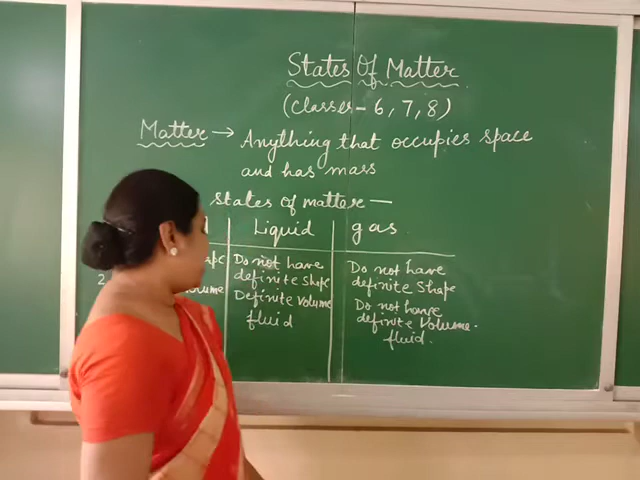 States Of Matter
(Classes - 6, 7, 8)
Matter → Anything that occupies space
and has mass
states of matter —
Liquid gas
Do not have Do not have
definite shape definite Shape
Definite volume Do not have
fluid definite Volume.
fluid.
2